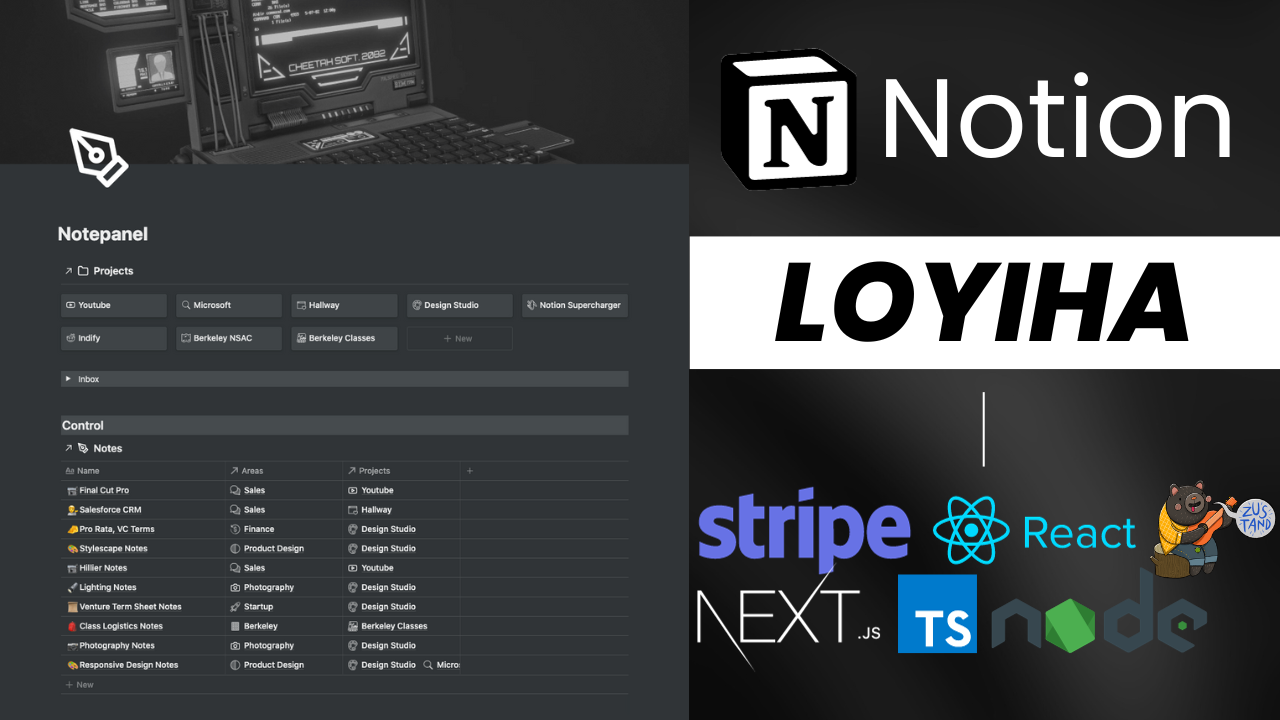 CHEETAH SOFT. 2082
Notepanel
Projects
Youtube
Microsoft
Hallway
Design Studio
Notion Supercharger
Indify
Berkeley NSAC
Berkeley Classes
+ New
Inbox
Control
Notes
Aa Name Areas Projects +
Final Cut Pro Sales Youtube
Salesforce CRM Sales Hallway
Pro Rata, VC Terms Finance Design Studio
Stylescape Notes Product Design Design Studio
Hillier Notes Sales Youtube
Lighting Notes Photography Design Studio
Venture Term Sheet Notes Startup Design Studio
Class Logistics Notes Berkeley Berkeley Classes
Photography Notes Photography Design Studio
Responsive Design Notes Product Design Design Studio Micro
+ New
N Notion
LOYIHA
stripe
React
ZUS
TAND
NEXT.JS
TS
node